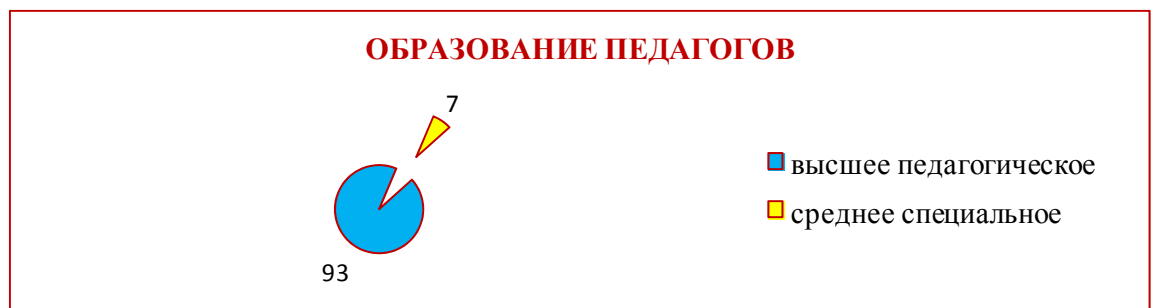 ОБРАЗОВАНИЕ ПЕДАГОГОВ
7
высшее педагогическое
среднее специальное
93